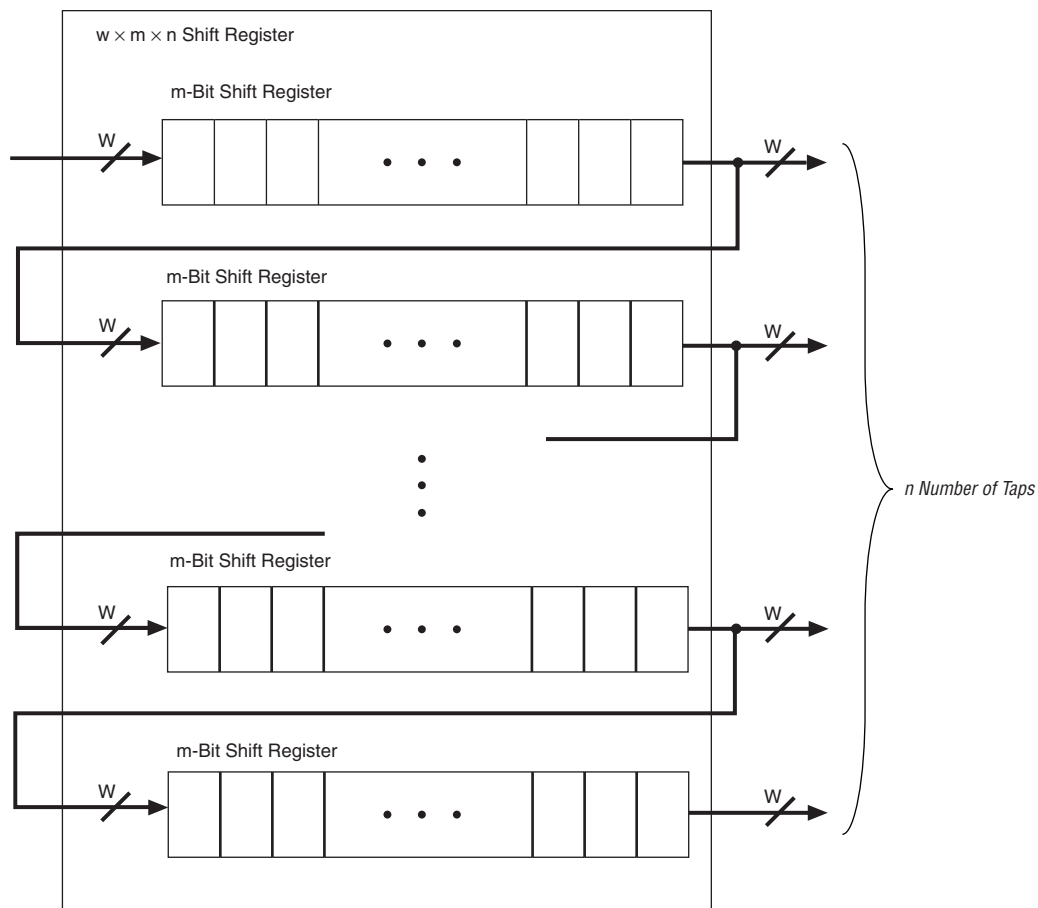 w × m × n Shift Register
m-Bit Shift Register
W
W
m-Bit Shift Register
W
W
n Number of Taps
m-Bit Shift Register
W
W
m-Bit Shift Register
W
W